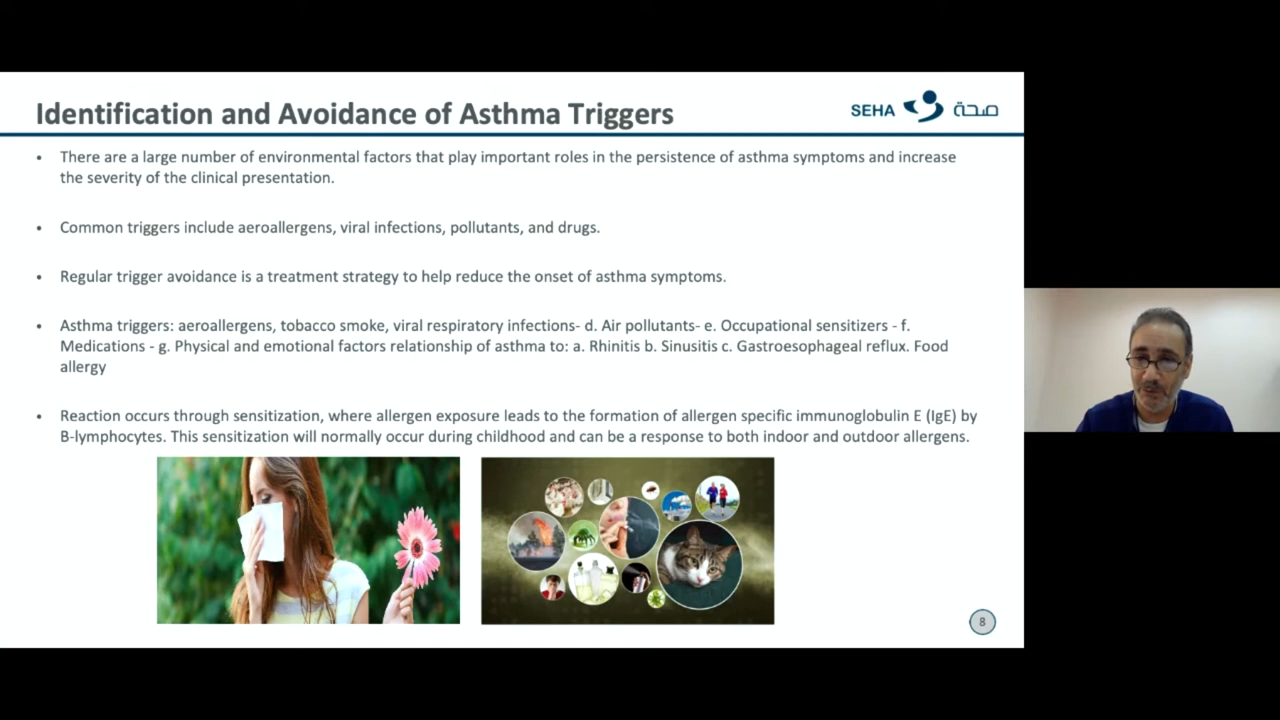 Identification and Avoidance of Asthma Triggers
SEHA صحة
• There are a large number of environmental factors that play important roles in the persistence of asthma symptoms and increase
the severity of the clinical presentation.
• Common triggers include aeroallergens, viral infections, pollutants, and drugs.
• Regular trigger avoidance is a treatment strategy to help reduce the onset of asthma symptoms.
• Asthma triggers: aeroallergens, tobacco smoke, viral respiratory infections- d. Air pollutants- e. Occupational sensitizers - f.
Medications - g. Physical and emotional factors relationship of asthma to: a. Rhinitis b. Sinusitis c. Gastroesophageal reflux. Food
allergy
• Reaction occurs through sensitization, where allergen exposure leads to the formation of allergen specific immunoglobulin E (IgE) by
B-lymphocytes. This sensitization will normally occur during childhood and can be a response to both indoor and outdoor allergens.
8